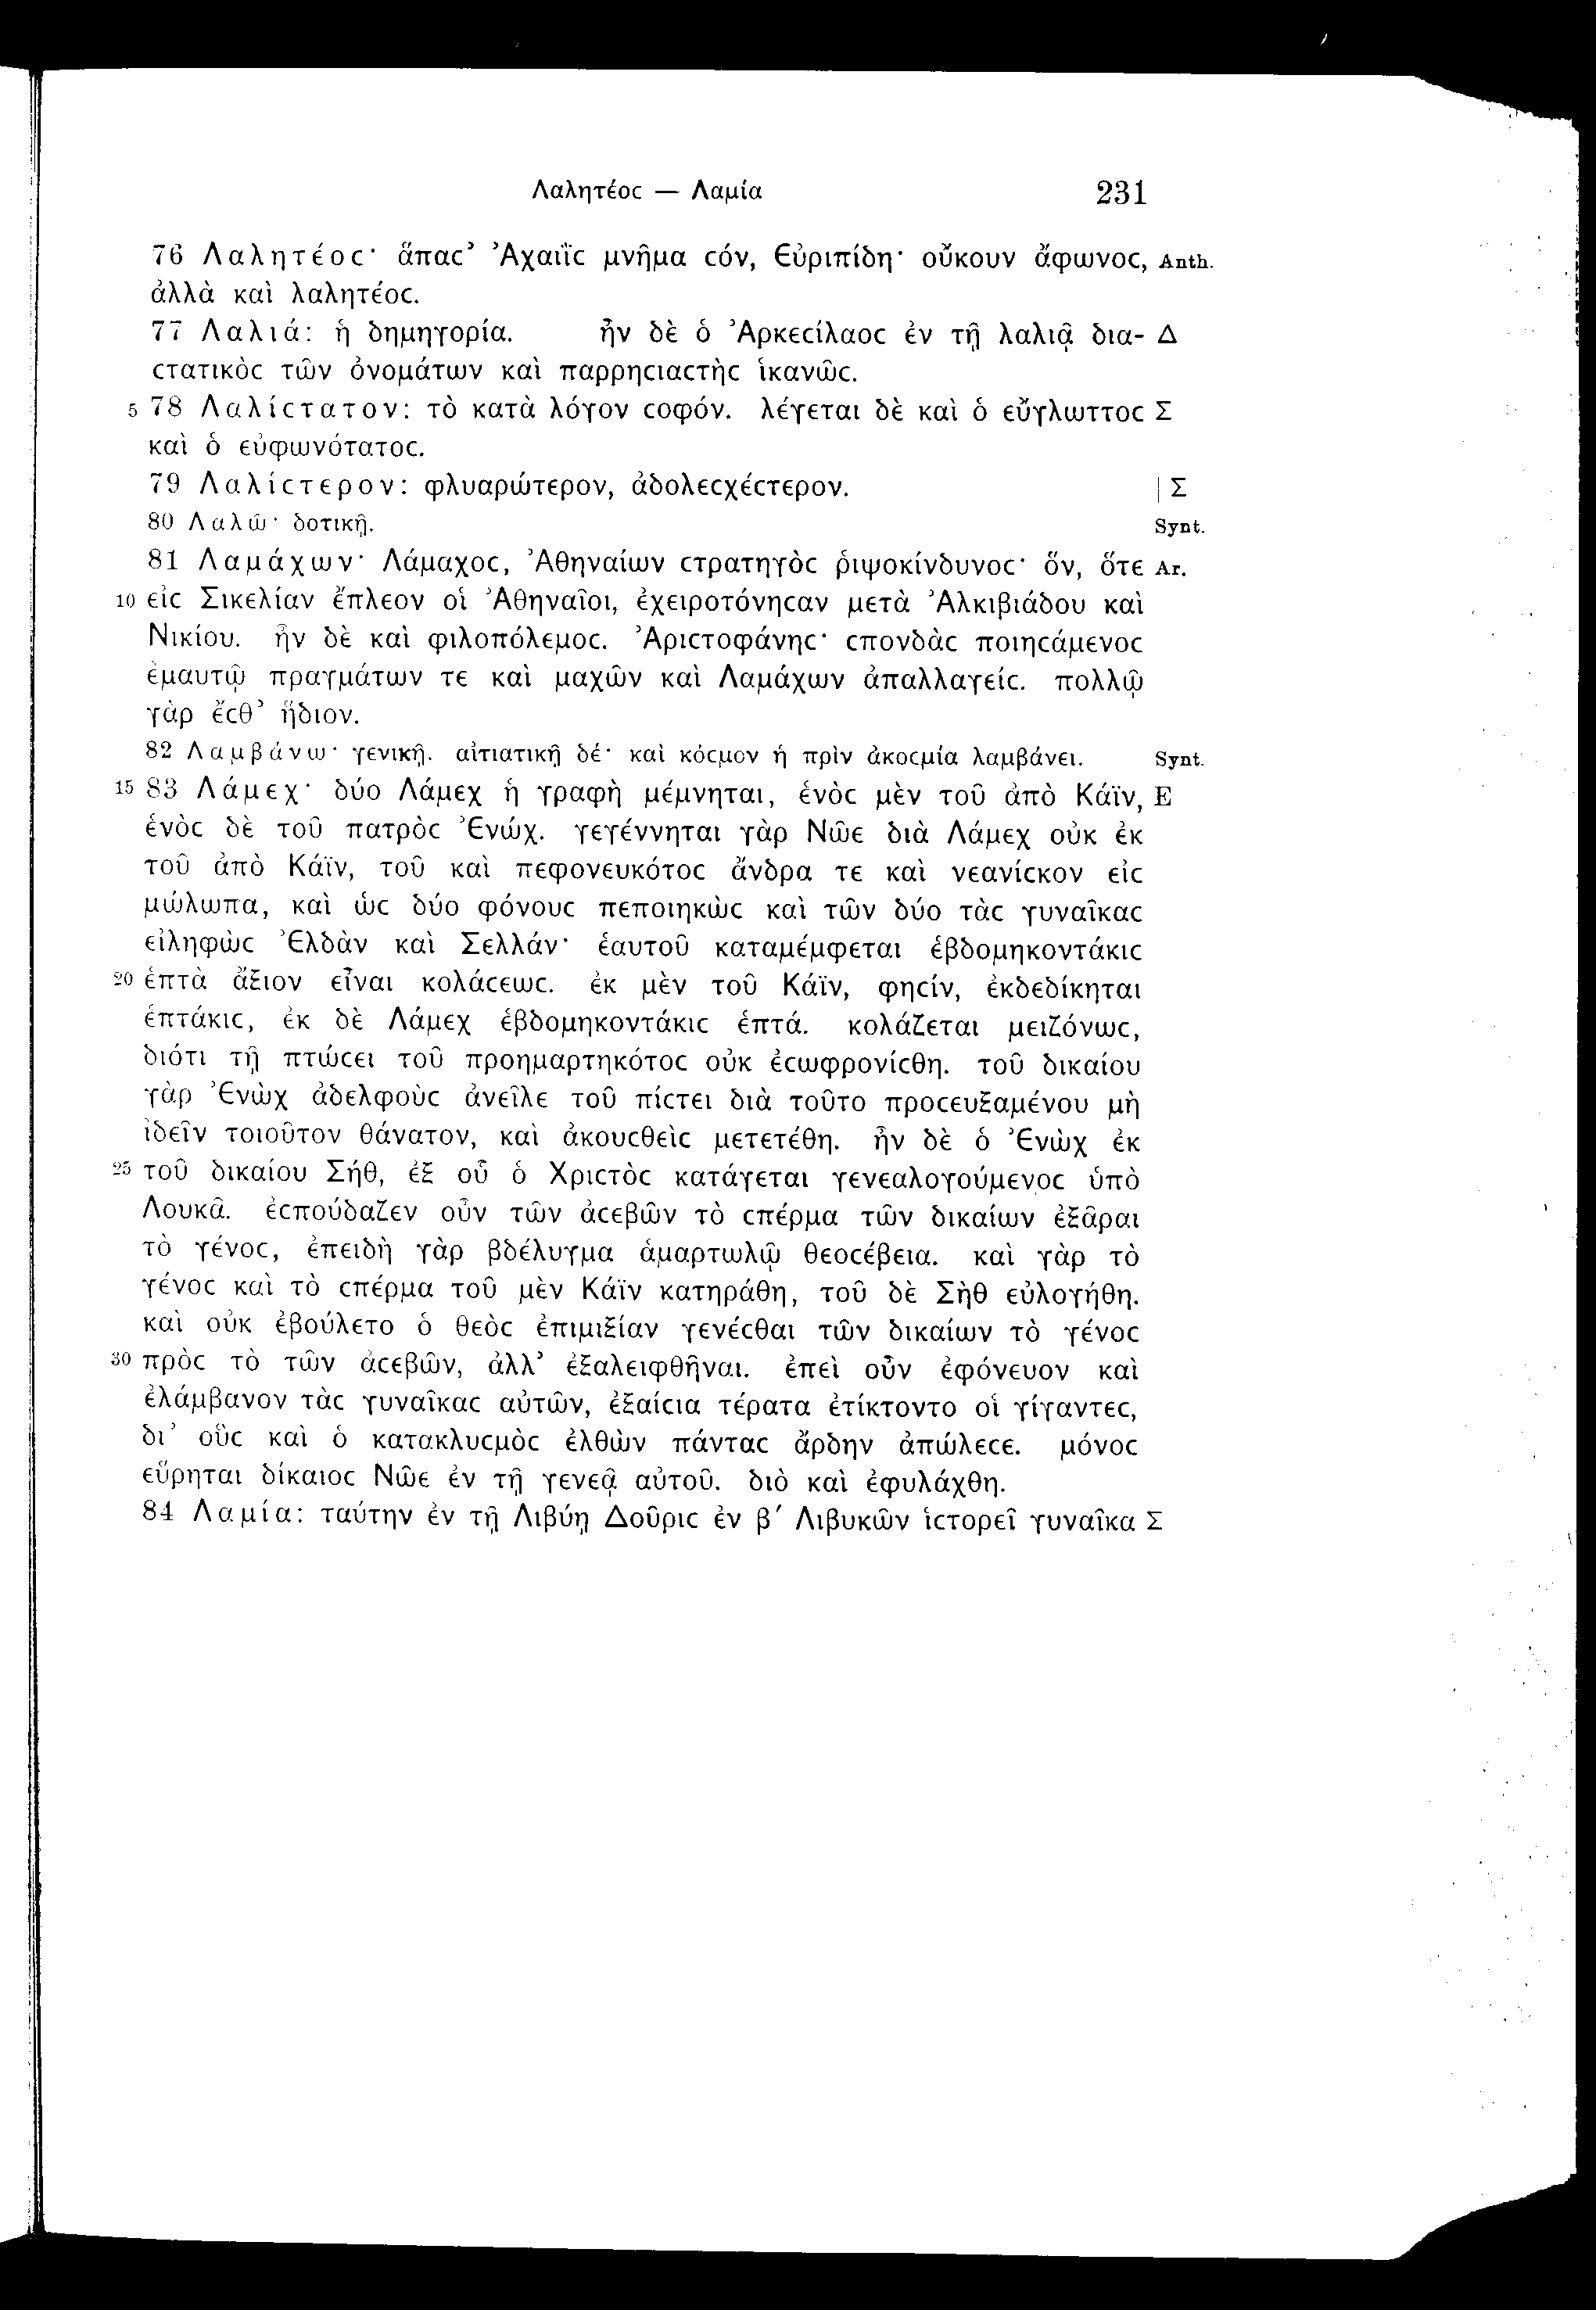 Λαλητέοϲ — Λαμία 231
76 Λαλητέοϲ· ἅπαϲ’ Ἀχαιῒϲ μνῆμα ϲόν, Εὐριπίδη· οὔκουν ἄφωνοϲ, Anth.
ἀλλὰ καὶ λαλητέοϲ.
77 Λαλιά: ἡ δημηγορία. ἦν δὲ ὁ Ἀρκεϲίλαοϲ ἐν τῇ λαλιᾷ δια- Δ
ϲτατικὸϲ τῶν ὀνομάτων καὶ παρρηϲιαϲτὴϲ ἱκανῶϲ.
5 78 Λαλίϲτατον: τὸ κατὰ λόγον ϲοφόν. λέγεται δὲ καὶ ὁ εὔγλωττοϲ Σ
καὶ ὁ εὐφωνότατοϲ.
79 Λαλίϲτερον: φλυαρώτερον, ἀδολεϲχέϲτερον. | Σ
80 Λαλῶ· δοτικῇ. Synt.
81 Λαμάχων· Λάμαχοϲ, Ἀθηναίων ϲτρατηγὸϲ ῥιψοκίνδυνοϲ· ὅν, ὅτε Ar.
10 εἰϲ Σικελίαν ἔπλεον οἱ Ἀθηναῖοι, ἐχειροτόνηϲαν μετὰ Ἀλκιβιάδου καὶ
Νικίου. ἦν δὲ καὶ φιλοπόλεμοϲ. Ἀριϲτοφάνηϲ· ϲπονδὰϲ ποιηϲάμενοϲ
ἐμαυτῷ πραγμάτων τε καὶ μαχῶν καὶ Λαμάχων ἀπαλλαγείϲ. πολλῷ
γὰρ ἔϲθ’ ἥδιον.
82 Λαμβάνω· γενικῇ. αἰτιατικῇ δέ· καὶ κόϲμον ἡ πρὶν ἀκοϲμία λαμβάνει. Synt.
15 83 Λάμεχ· δύο Λάμεχ ἡ γραφὴ μέμνηται, ἑνὸϲ μὲν τοῦ ἀπὸ Κάϊν, E
ἑνὸϲ δὲ τοῦ πατρὸϲ Ἐνώχ. γεγέννηται γὰρ Νῶε διὰ Λάμεχ οὐκ ἐκ
τοῦ ἀπὸ Κάϊν, τοῦ καὶ πεφονευκότοϲ ἄνδρα τε καὶ νεανίϲκον εἰϲ
μώλωπα, καὶ ὡϲ δύο φόνουϲ πεποιηκὼϲ καὶ τῶν δύο τὰϲ γυναῖκαϲ
εἰληφὼϲ Ἐλδὰν καὶ Σελλάν· ἑαυτοῦ καταμέμφεται ἑβδομηκοντάκιϲ
20 ἑπτὰ ἄξιον εἶναι κολάϲεωϲ. ἐκ μὲν τοῦ Κάϊν, φηϲίν, ἐκδεδίκηται
ἑπτάκιϲ, ἐκ δὲ Λάμεχ ἑβδομηκοντάκιϲ ἑπτά. κολάζεται μειζόνωϲ,
διότι τῇ πτώϲει τοῦ προημαρτηκότοϲ οὐκ ἐϲωφρονίϲθη. τοῦ δικαίου
γὰρ Ἐνὼχ ἀδελφοὺϲ ἀνεῖλε τοῦ πίϲτει διὰ τοῦτο προϲευξαμένου μὴ
ἰδεῖν τοιοῦτον θάνατον, καὶ ἀκουϲθεὶϲ μετετέθη. ἦν δὲ ὁ Ἐνὼχ ἐκ
25 τοῦ δικαίου Σήθ, ἐξ οὗ ὁ Χριϲτὸϲ κατάγεται γενεαλογούμενοϲ ὑπὸ
Λουκᾶ. ἐϲπούδαζεν οὖν τῶν ἀϲεβῶν τὸ ϲπέρμα τῶν δικαίων ἐξᾶραι
τὸ γένοϲ, ἐπειδὴ γὰρ βδέλυγμα ἁμαρτωλῷ θεοϲέβεια. καὶ γὰρ τὸ
γένοϲ καὶ τὸ ϲπέρμα τοῦ μὲν Κάϊν κατηράθη, τοῦ δὲ Σὴθ εὐλογήθη.
καὶ οὐκ ἐβούλετο ὁ θεὸϲ ἐπιμιξίαν γενέϲθαι τῶν δικαίων τὸ γένοϲ
30 πρὸϲ τὸ τῶν ἀϲεβῶν, ἀλλ’ ἐξαλειφθῆναι. ἐπεὶ οὖν ἐφόνευον καὶ
ἐλάμβανον τὰϲ γυναῖκαϲ αὐτῶν, ἐξαίϲια τέρατα ἐτίκτοντο οἱ γίγαντεϲ,
δι’ οὓϲ καὶ ὁ κατακλυϲμὸϲ ἐλθὼν πάνταϲ ἄρδην ἀπώλεϲε. μόνοϲ
εὕρηται δίκαιοϲ Νῶε ἐν τῇ γενεᾷ αὐτοῦ. διὸ καὶ ἐφυλάχθη.
84 Λαμία: ταύτην ἐν τῇ Λιβύῃ Δοῦριϲ ἐν β′ Λιβυκῶν ἱϲτορεῖ γυναῖκα Σ